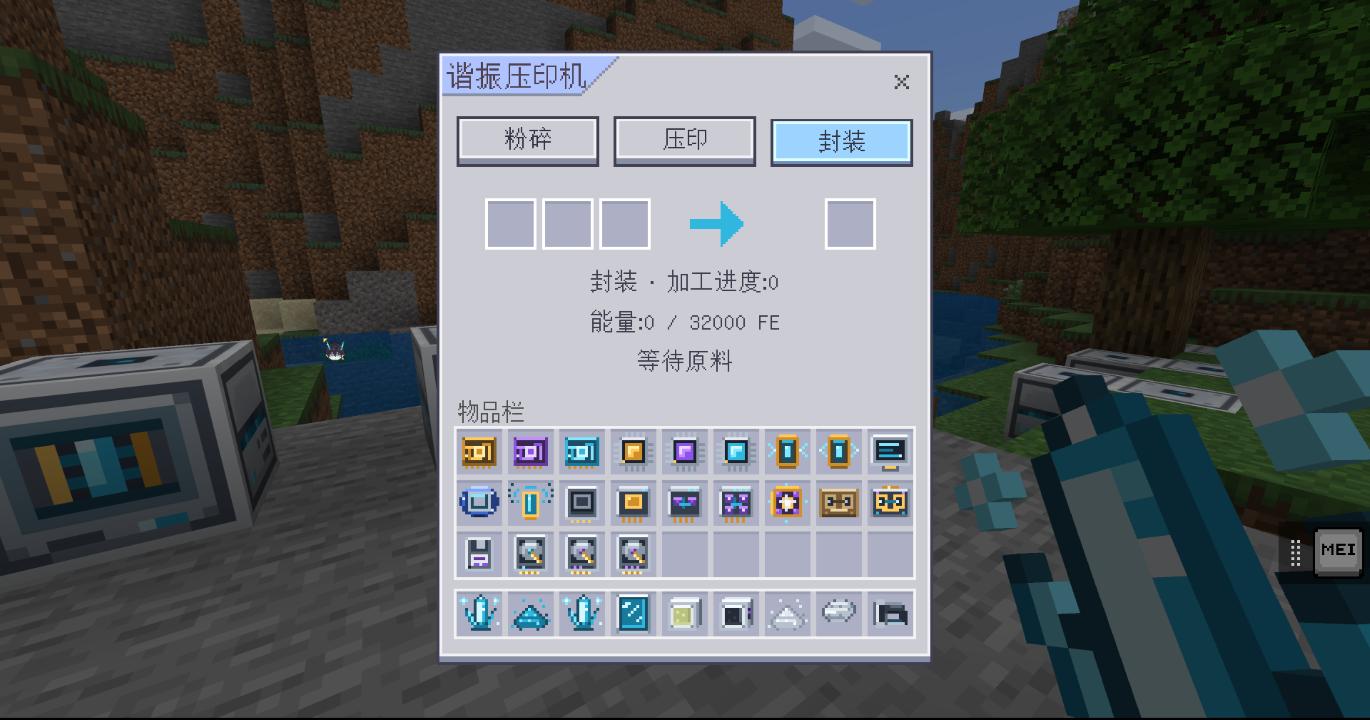 谐振压印机
粉碎
压印
封装
封装 · 加工进度:0
能量:0 / 32000 FE
等待原料
物品栏
MEI